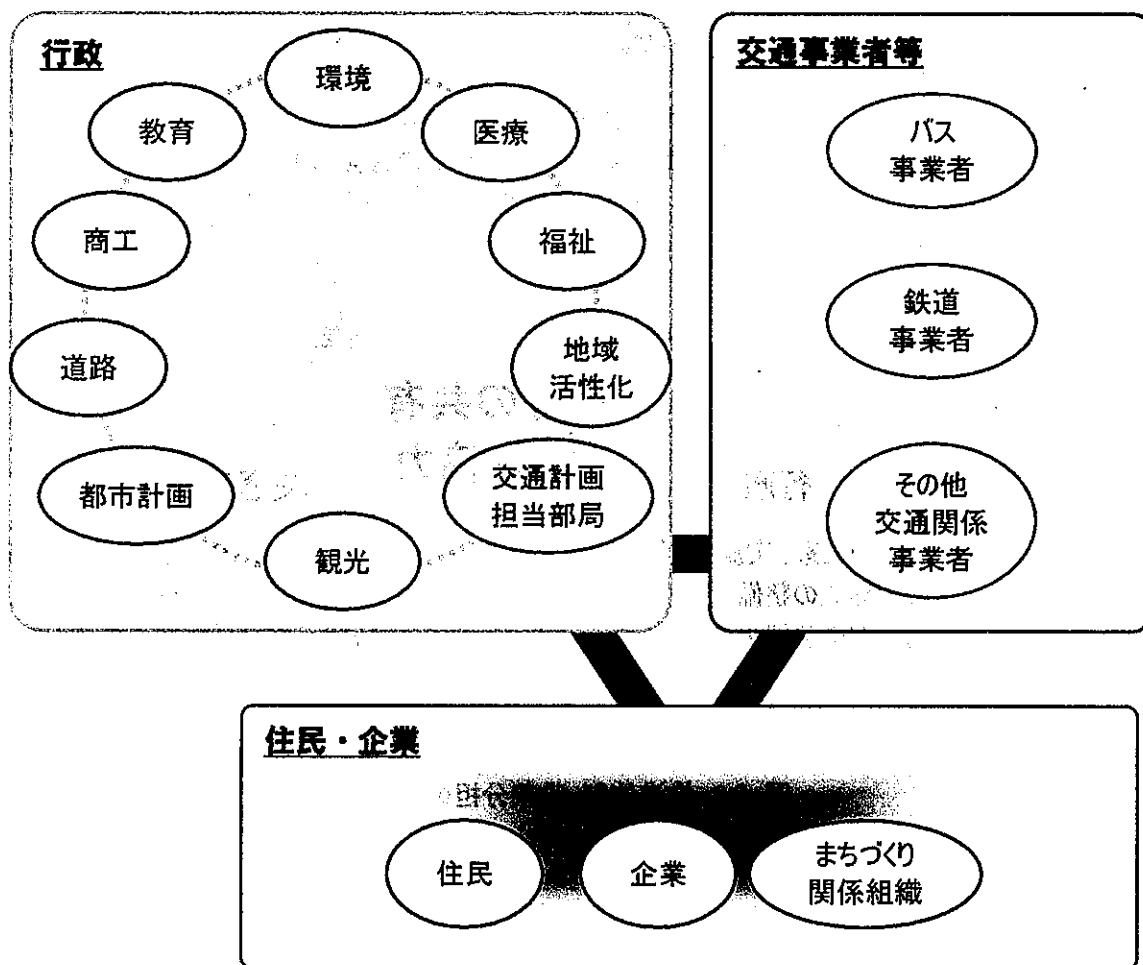 行政
環境
教育
医療
商工
福祉
道路
地域
活性化
都市計画
交通計画
担当部局
観光
交通事業者等
バス
事業者
鉄道
事業者
その他
交通関係
事業者
住民・企業
住民
企業
まちづくり
関係組織